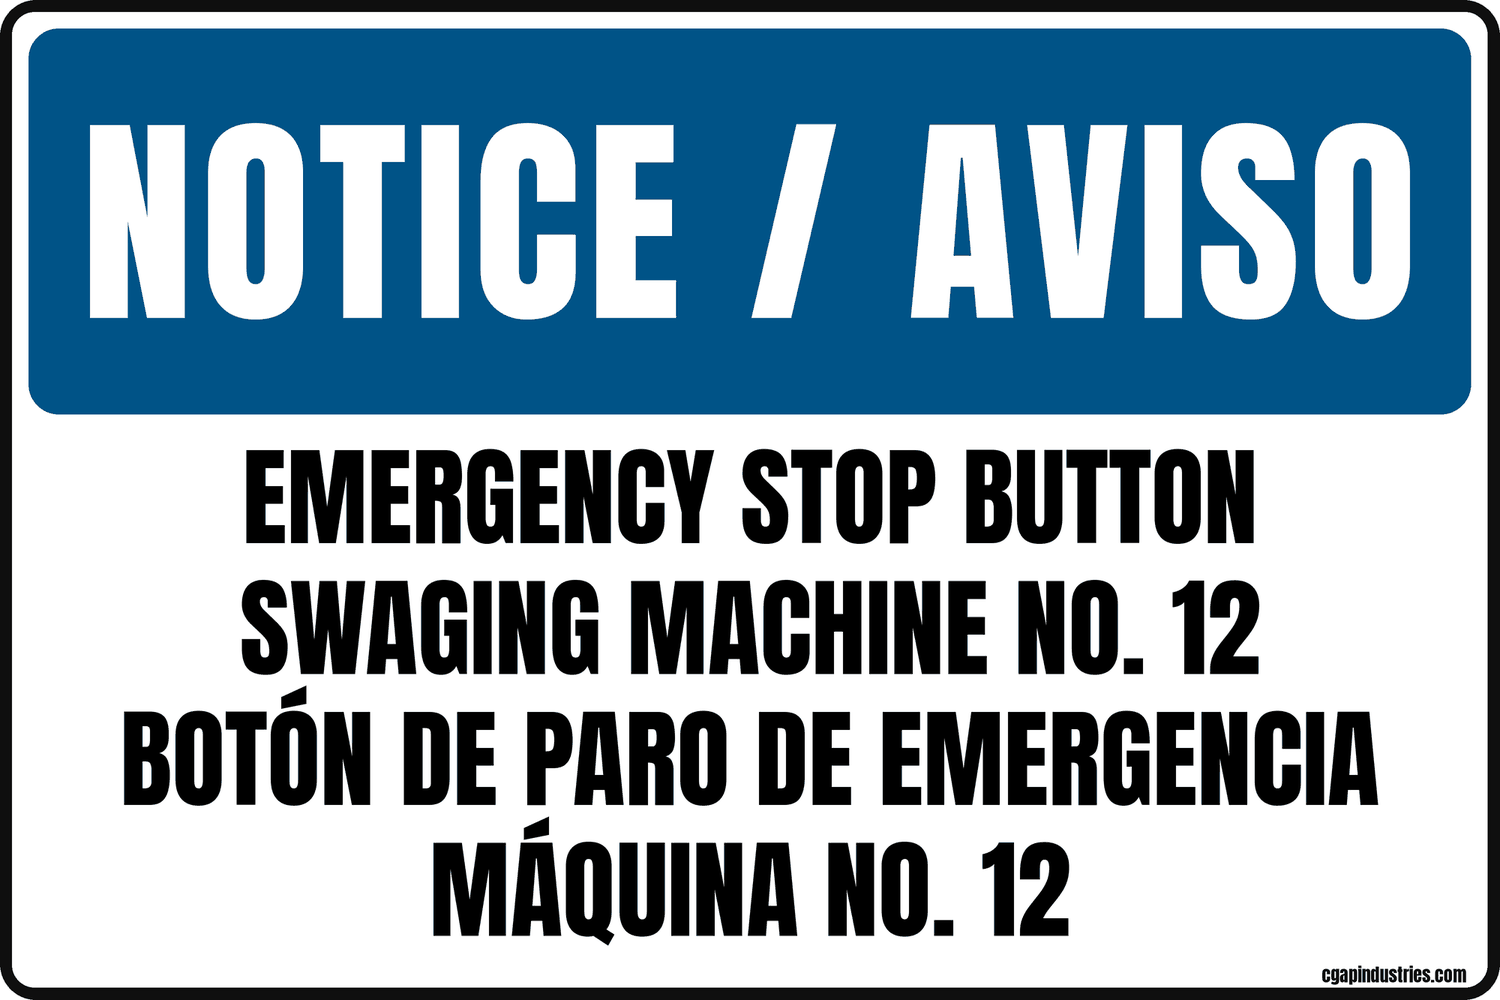 NOTICE / AVISO
EMERGENCY STOP BUTTON
SWAGING MACHINE NO. 12
BOTÓN DE PARO DE EMERGENCIA
MÁQUINA NO. 12
cgapindustries.com